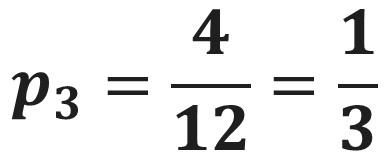 p₃ = 4/12 = 1/3